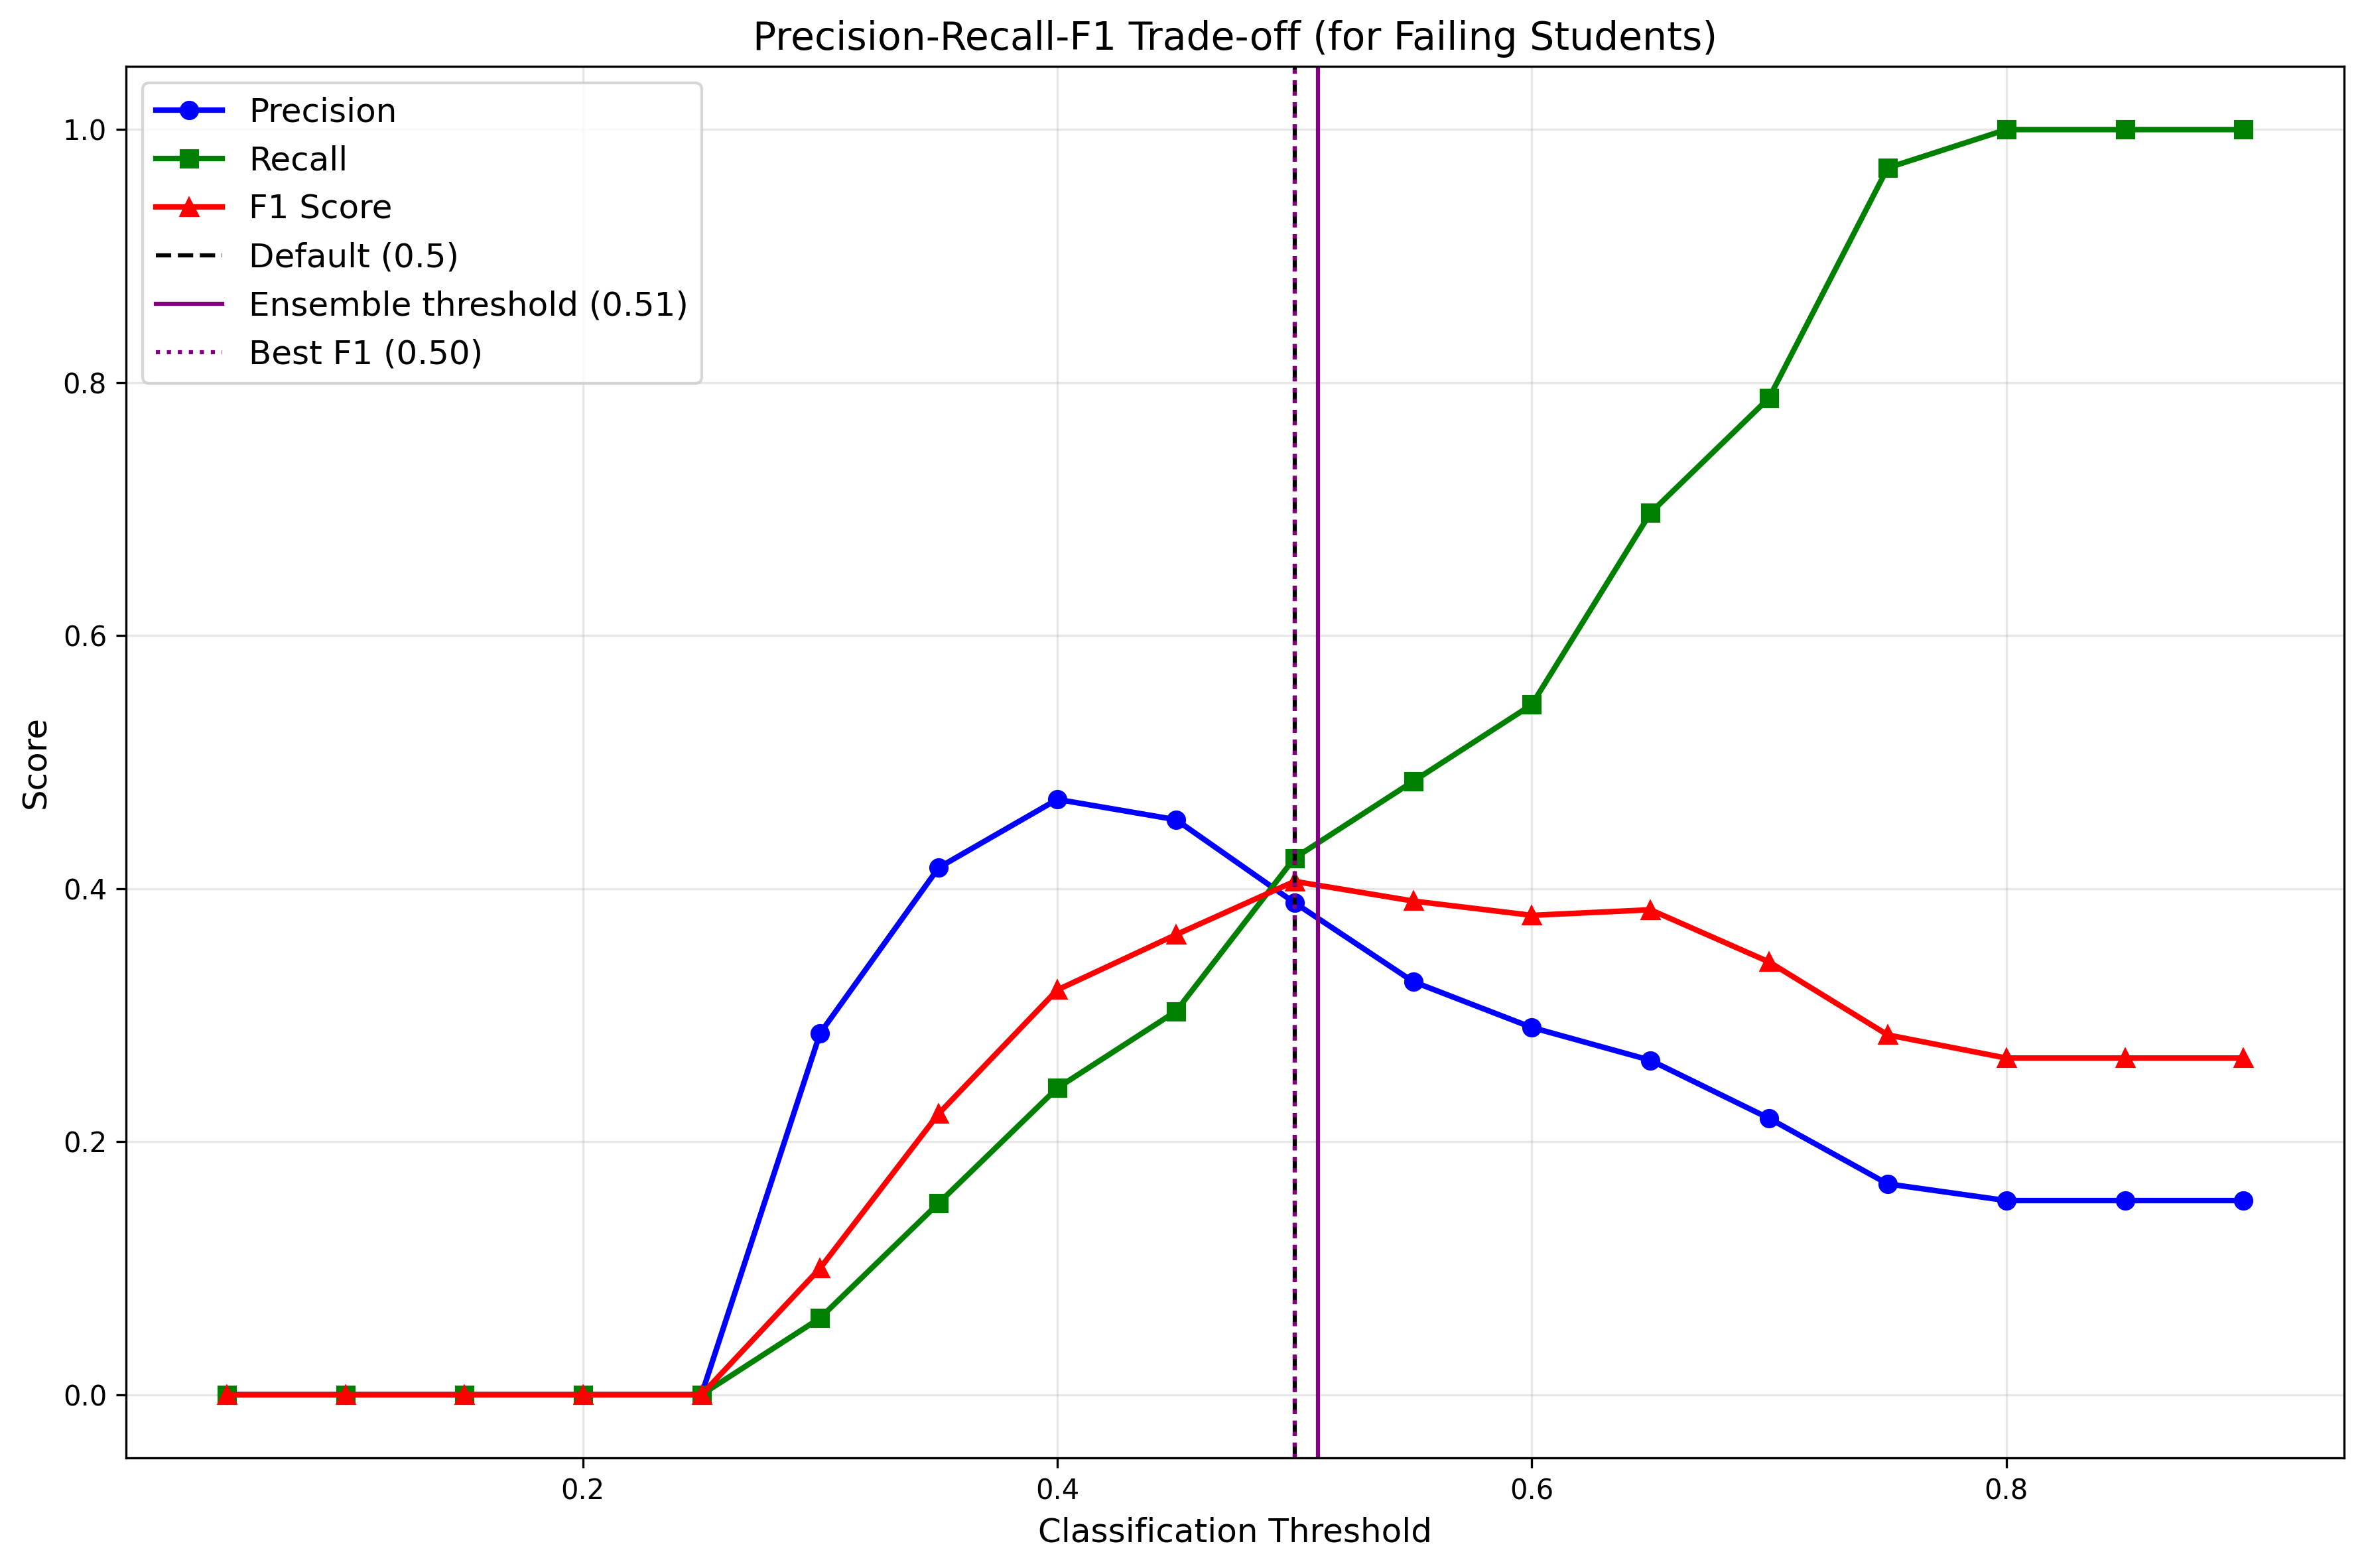 Precision-Recall-F1 Trade-off (for Failing Students)
Precision
Recall
F1 Score
Default (0.5)
Ensemble threshold (0.51)
Best F1 (0.50)
1.0
0.8
0.6
0.4
0.2
0.0
Score
0.2 0.4 0.6 0.8
Classification Threshold